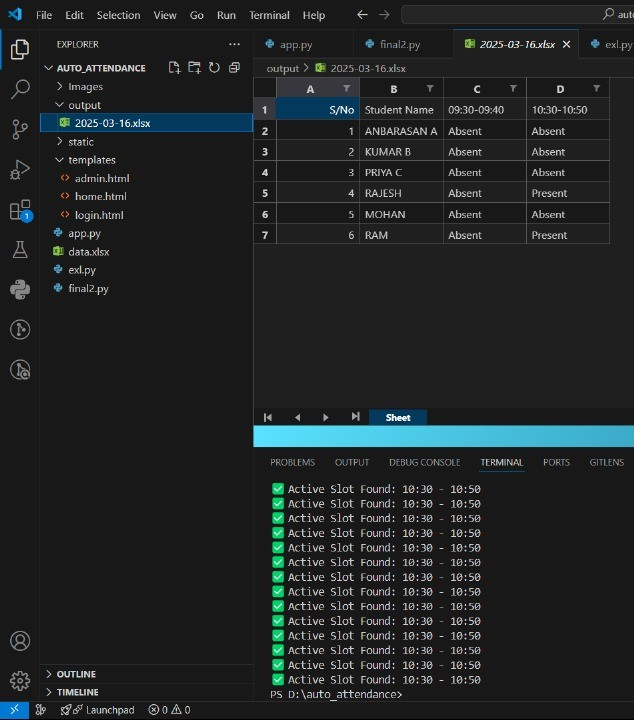 File Edit Selection View Go Run Terminal Help
EXPLORER
AUTO_ATTENDANCE
Images
output
2025-03-16.xlsx
static
templates
admin.html
home.html
login.html
app.py
data.xlsx
exl.py
final2.py
OUTLINE
TIMELINE
1
app.py final2.py 2025-03-16.xlsx exl.py
output > 2025-03-16.xlsx
A B C D
1 S/No Student Name 09:30-09:40 10:30-10:50
2 1 ANBARASAN A Absent Absent
3 2 KUMAR B Absent Absent
4 3 PRIYA C Absent Absent
5 4 RAJESH Absent Present
6 5 MOHAN Absent Absent
7 6 RAM Absent Present
Sheet
PROBLEMS OUTPUT DEBUG CONSOLE TERMINAL PORTS GITLENS
✅ Active Slot Found: 10:30 - 10:50
✅ Active Slot Found: 10:30 - 10:50
✅ Active Slot Found: 10:30 - 10:50
✅ Active Slot Found: 10:30 - 10:50
✅ Active Slot Found: 10:30 - 10:50
✅ Active Slot Found: 10:30 - 10:50
✅ Active Slot Found: 10:30 - 10:50
✅ Active Slot Found: 10:30 - 10:50
✅ Active Slot Found: 10:30 - 10:50
✅ Active Slot Found: 10:30 - 10:50
✅ Active Slot Found: 10:30 - 10:50
✅ Active Slot Found: 10:30 - 10:50
✅ Active Slot Found: 10:30 - 10:50
✅ Active Slot Found: 10:30 - 10:50
PS D:\auto_attendance>
Launchpad 0 0